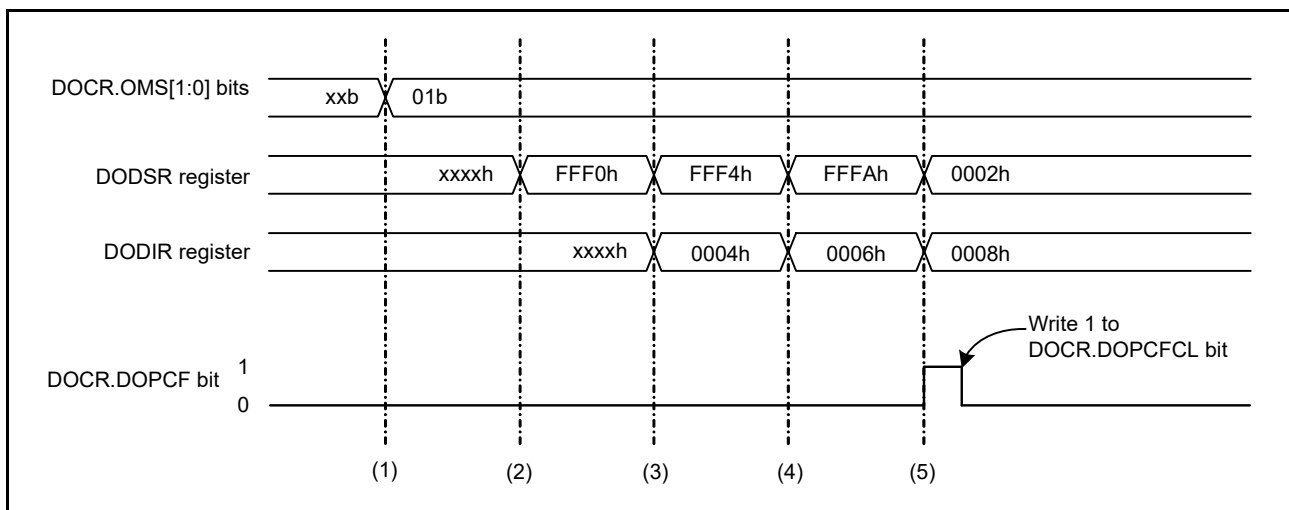 DOCR.OMS[1:0] bits
xxb
01b
DODSR register
xxxxh
FFF0h
FFF4h
FFFAh
0002h
DODIR register
xxxxh
0004h
0006h
0008h
Write 1 to
DOCR.DOPCFCL bit
DOCR.DOPCF bit
1
0
(1)
(2)
(3)
(4)
(5)